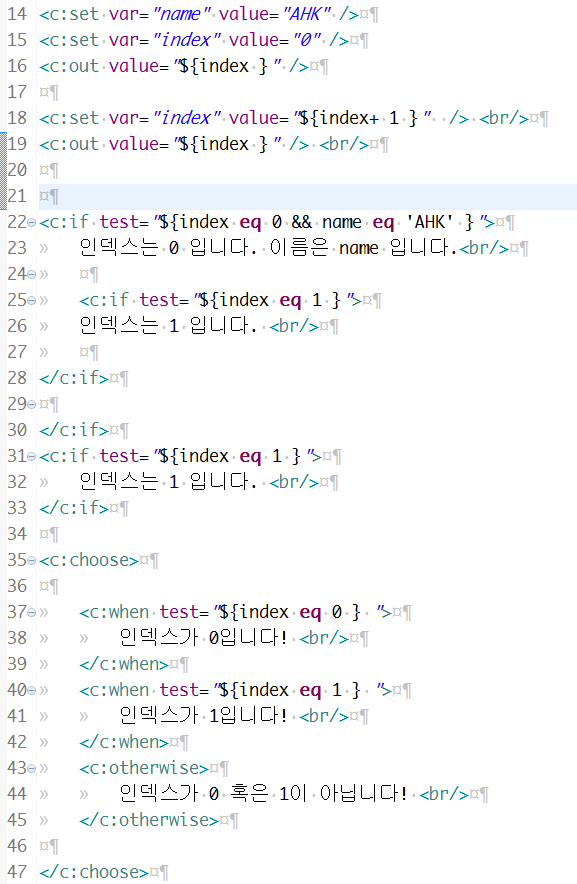 14 <c:set var="name" value="AHK" />¤¶
15 <c:set var="index" value="0" />¤¶
16 <c:out value="${index }" />¤¶
17 ¤¶
18 <c:set var="index" value="${index+ 1 }"  /> <br/>¤¶
19 <c:out value="${index }" /> <br/>¤¶
20 ¤¶
21 ¤¶
22 <c:if test="${index eq 0 && name eq 'AHK' }">¤¶
23 » 인덱스는 0 입니다. 이름은 name 입니다.<br/>¤¶
24 » ¤¶
25 » <c:if test="${index eq 1 }">¤¶
26 » 인덱스는 1 입니다. <br/>¤¶
27 » ¤¶
28 </c:if>¤¶
29 ¤¶
30 </c:if>¤¶
31 <c:if test="${index eq 1 }">¤¶
32 » 인덱스는 1 입니다. <br/>¤¶
33 </c:if>¤¶
34 ¤¶
35 <c:choose>¤¶
36 ¤¶
37 » <c:when test="${index eq 0 } ">¤¶
38 » » 인덱스가 0입니다! <br/>¤¶
39 » </c:when>¤¶
40 » <c:when test="${index eq 1 } ">¤¶
41 » » 인덱스가 1입니다! <br/>¤¶
42 » </c:when>¤¶
43 » <c:otherwise>¤¶
44 » » 인덱스가 0 혹은 1이 아닙니다! <br/>¤¶
45 » </c:otherwise>¤¶
46 ¤¶
47 </c:choose>¤¶